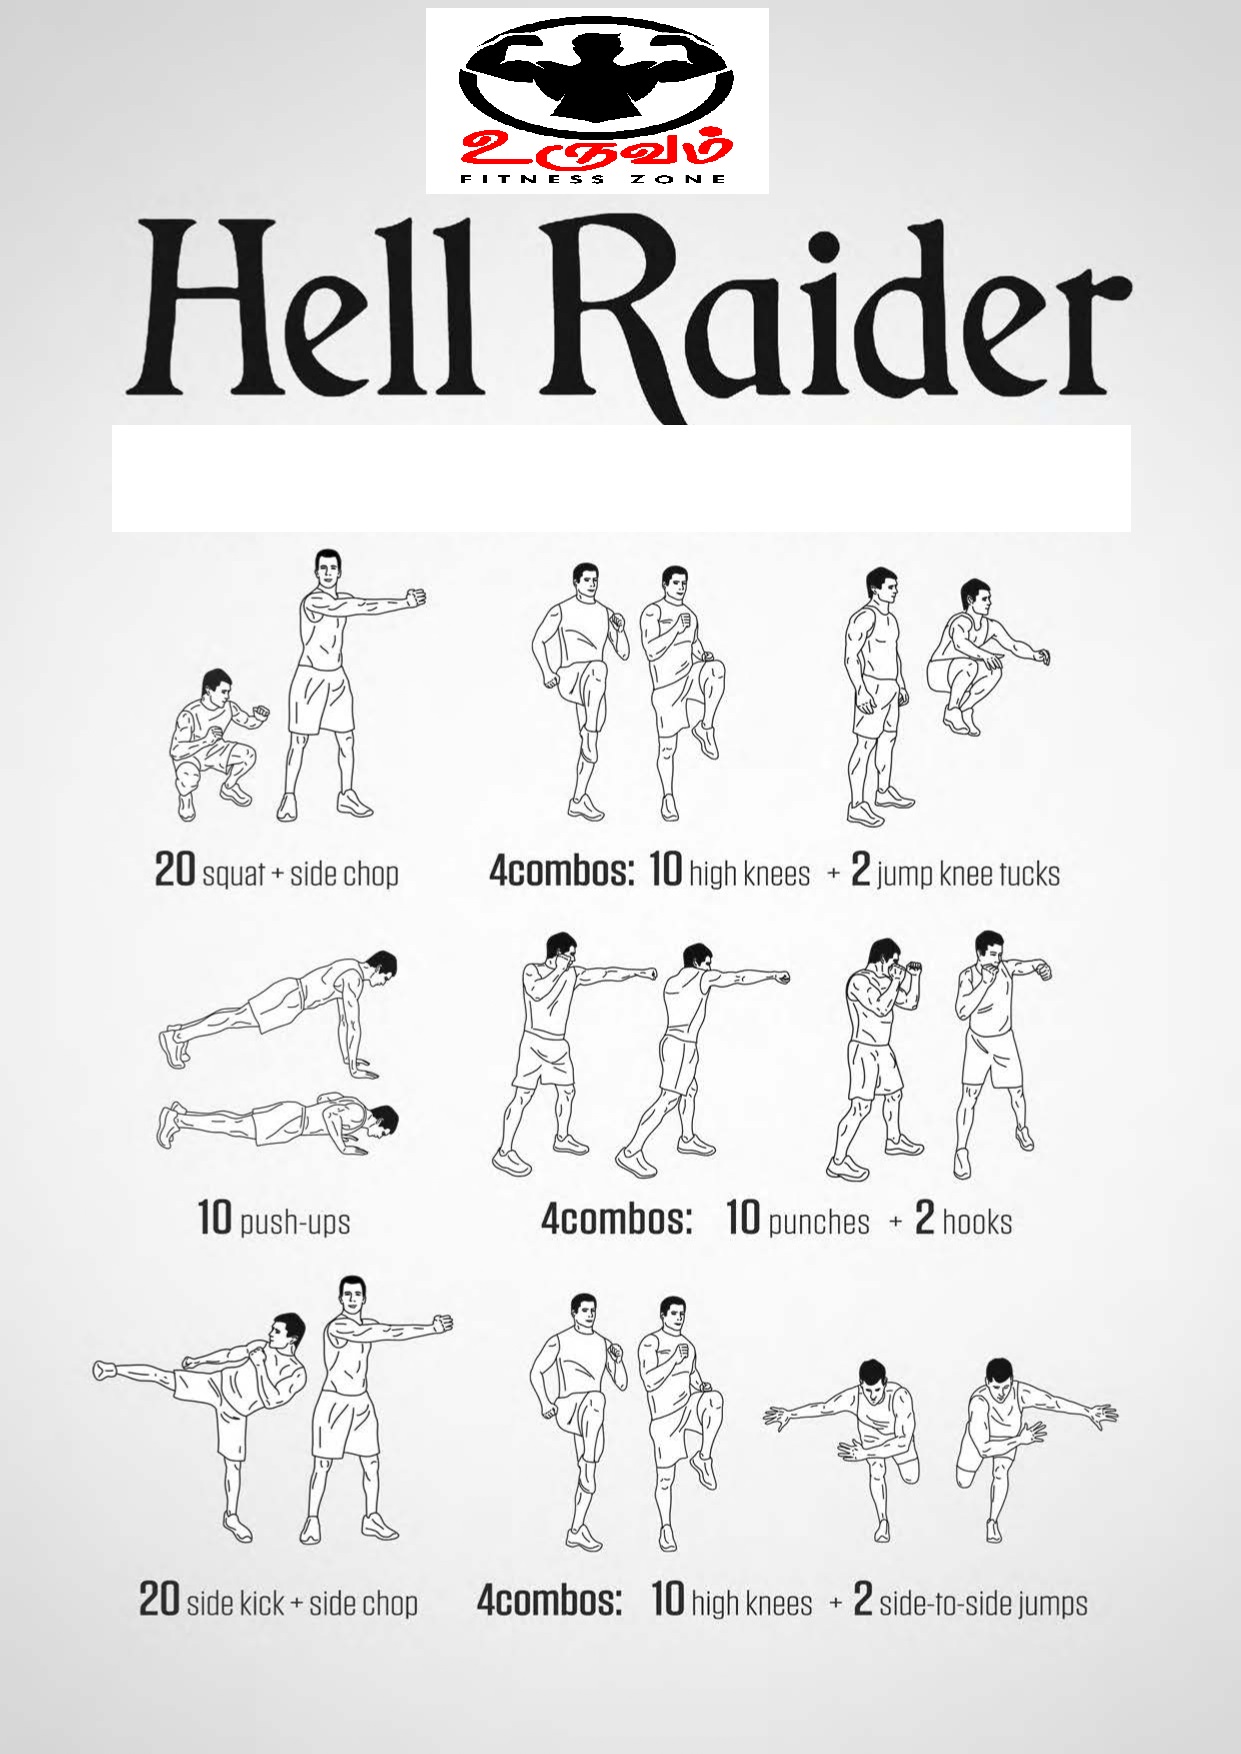 உருவம்
FITNESS ZONE
Hell Raider
20 squat + side chop
4combos: 10 high knees + 2 jump knee tucks
10 push-ups
4combos: 10 punches + 2 hooks
20 side kick + side chop
4combos: 10 high knees + 2 side-to-side jumps